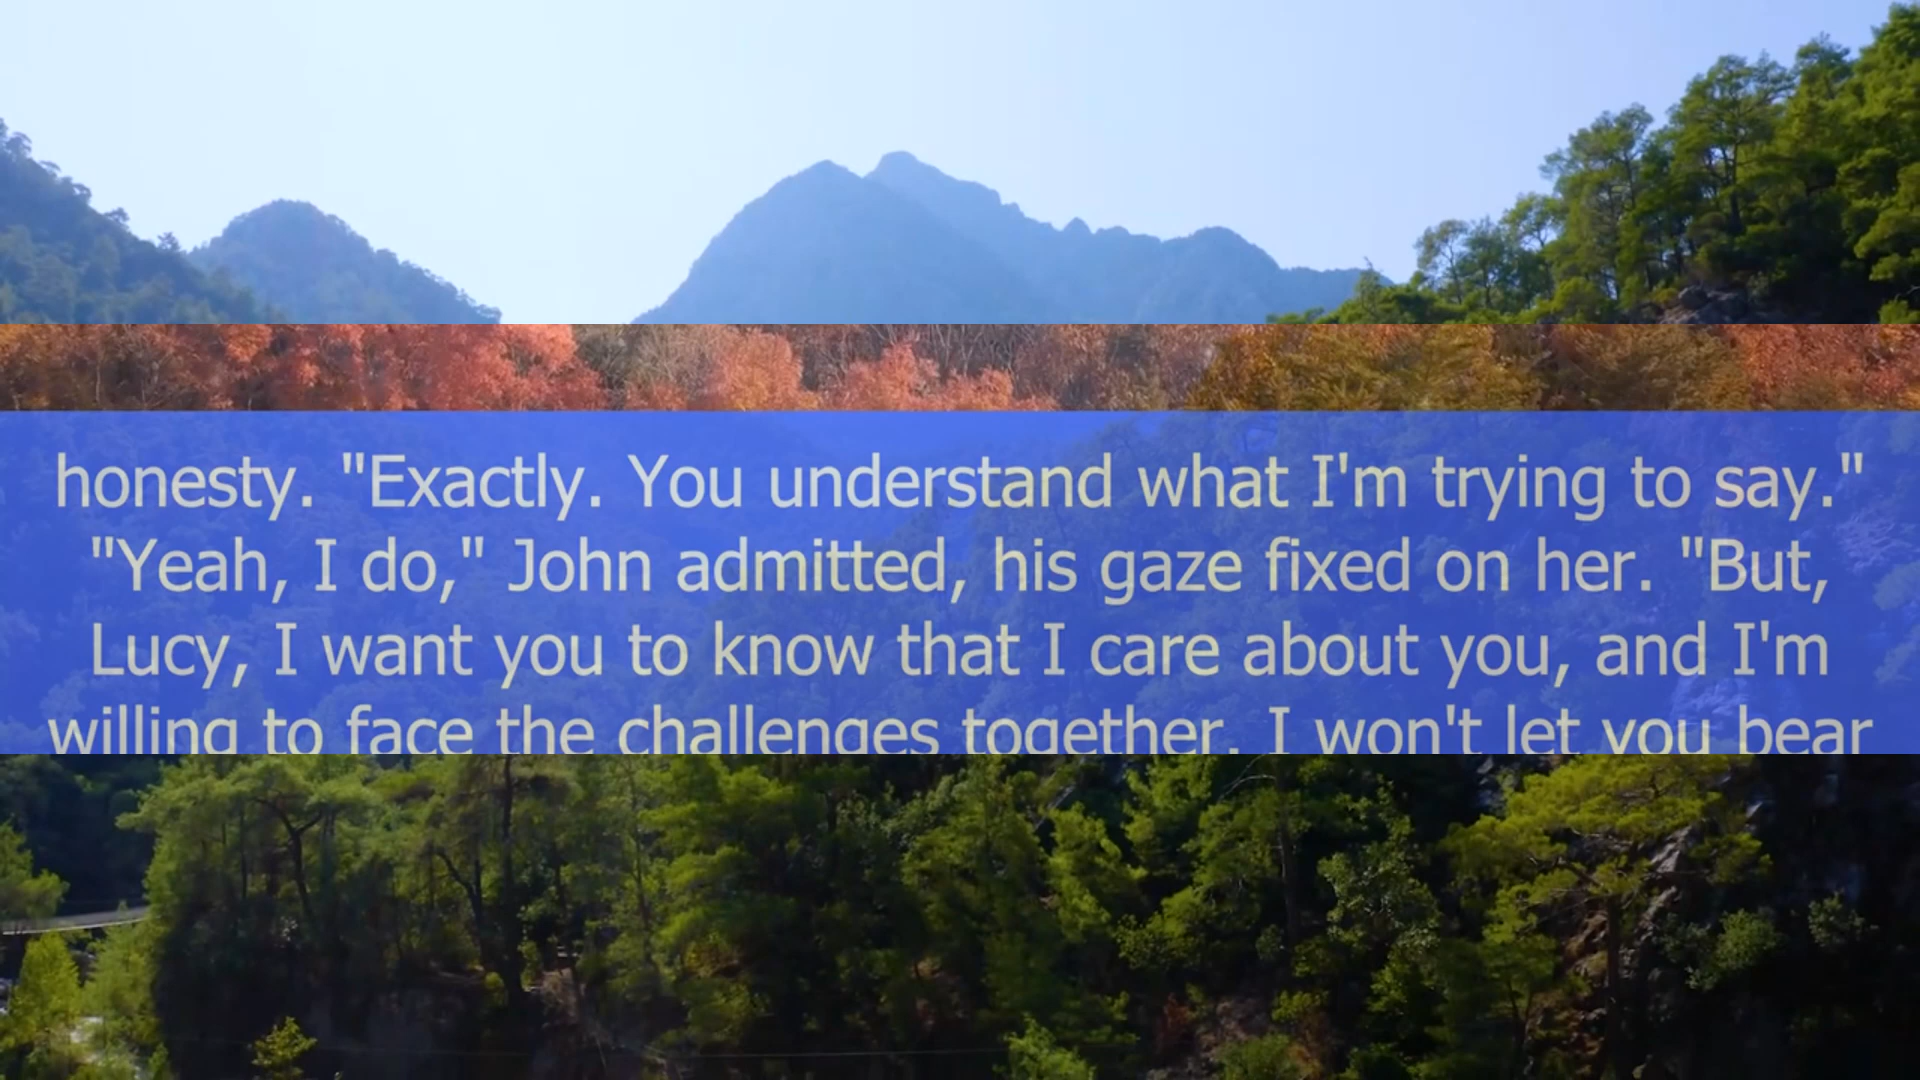 honesty. "Exactly. You understand what I'm trying to say."
"Yeah, I do," John admitted, his gaze fixed on her. "But,
Lucy, I want you to know that I care about you, and I'm
willing to face the challenges together. I won't let you bear